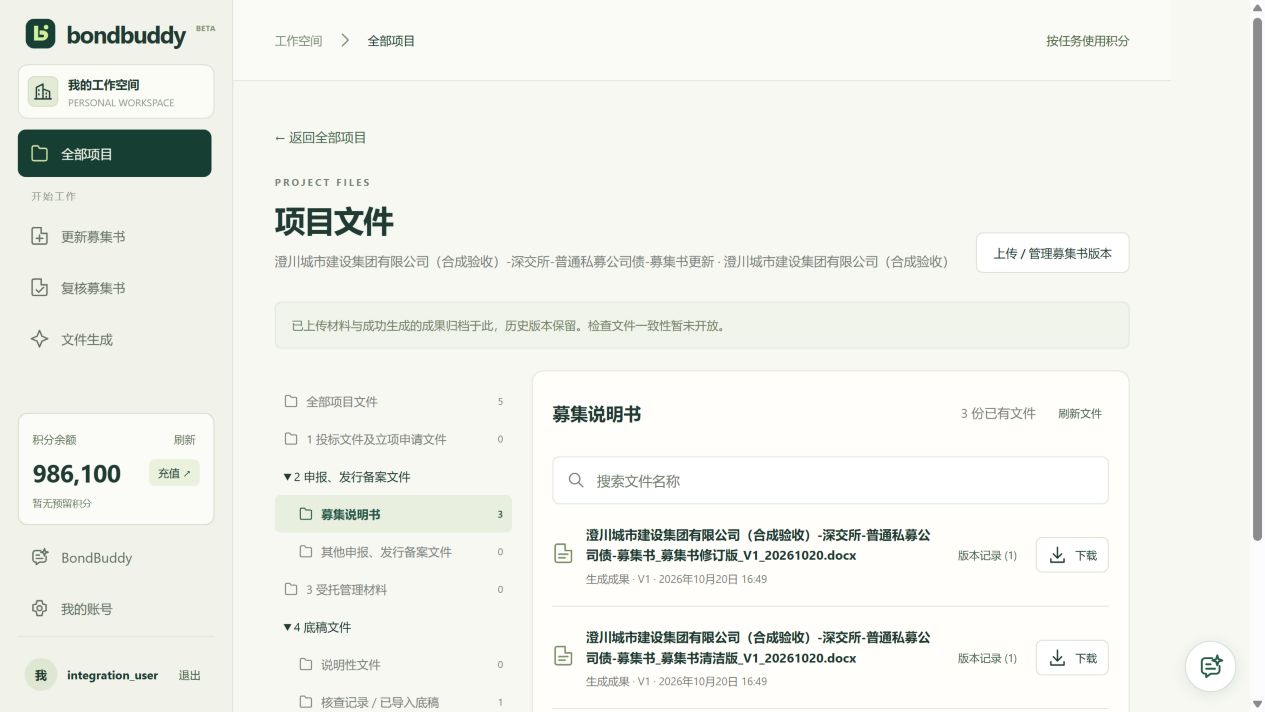 bondbuddy BETA
我的工作空间
PERSONAL WORKSPACE
全部项目
开始工作
更新募集书
复核募集书
文件生成
积分余额 刷新
986,100 充值 ↗
暂无预留积分
BondBuddy
我的账号
我 integration_user 退出
工作空间 > 全部项目 按任务使用积分
← 返回全部项目
PROJECT FILES
项目文件
澄川城市建设集团有限公司（合成验收）-深交所-普通私募公司债-募集书更新 · 澄川城市建设集团有限公司（合成验收）
上传 / 管理募集书版本
已上传材料与成功生成的成果归档于此，历史版本保留。检查文件一致性暂未开放。
全部项目文件 5
1 投标文件及立项申请文件 0
▼2 申报、发行备案文件
募集说明书 3
其他申报、发行备案文件 0
3 受托管理材料 0
▼4 底稿文件
说明性文件 0
核查记录 / 已导入底稿 1
募集说明书 3 份已有文件 刷新文件
搜索文件名称
澄川城市建设集团有限公司（合成验收）-深交所-普通私募公
司债-募集书_募集书修订版_V1_20261020.docx
生成成果 · V1 · 2026年10月20日 16:49
版本记录 (1) 下载
澄川城市建设集团有限公司（合成验收）-深交所-普通私募公
司债-募集书_募集书清洁版_V1_20261020.docx
生成成果 · V1 · 2026年10月20日 16:49
版本记录 (1) 下载